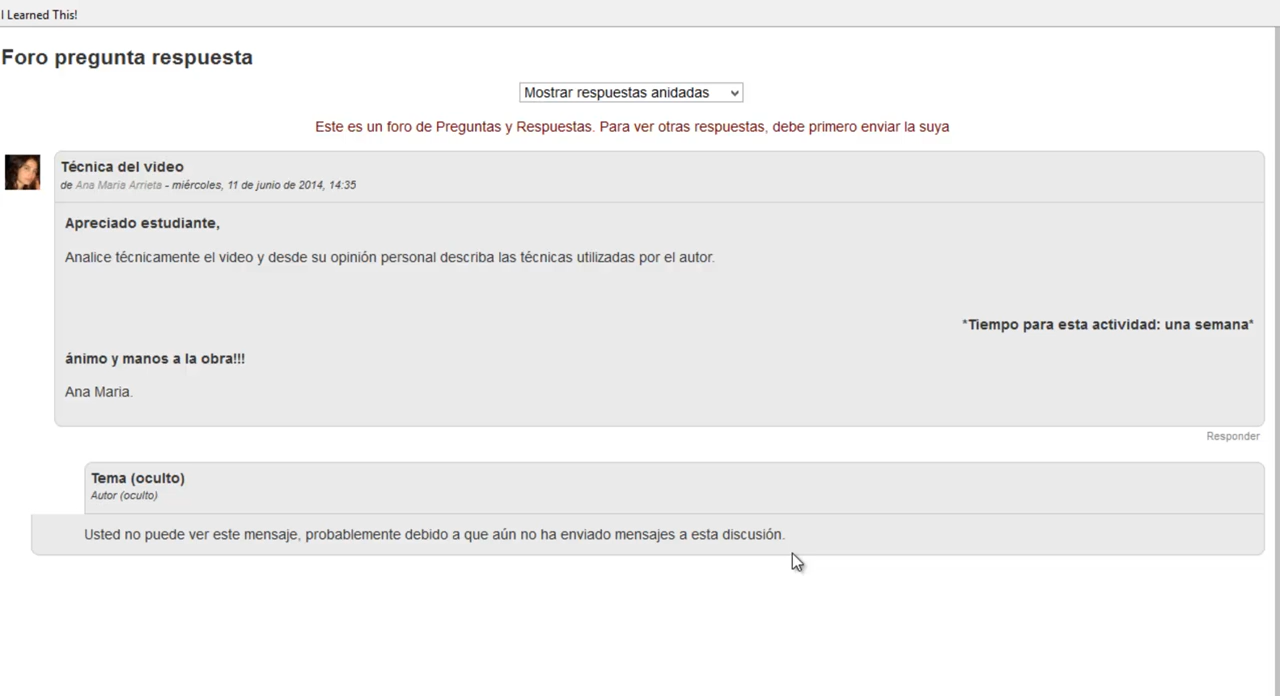 I Learned This!
Foro pregunta respuesta
Mostrar respuestas anidadas
Este es un foro de Preguntas y Respuestas. Para ver otras respuestas, debe primero enviar la suya
Técnica del video
de Ana Maria Arrieta - miércoles, 11 de junio de 2014, 14:35
Apreciado estudiante,
Analice técnicamente el video y desde su opinión personal describa las técnicas utilizadas por el autor.
*Tiempo para esta actividad: una semana*
ánimo y manos a la obra!!!
Ana Maria.
Responder
Tema (oculto)
Autor (oculto)
Usted no puede ver este mensaje, probablemente debido a que aún no ha enviado mensajes a esta discusión.